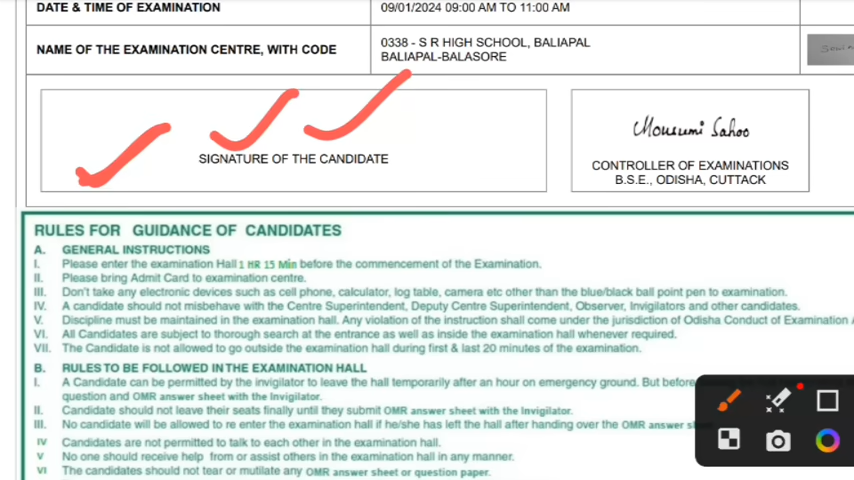 DATE & TIME OF EXAMINATION
09/01/2024 09:00 AM TO 11:00 AM
NAME OF THE EXAMINATION CENTRE, WITH CODE
0338 - S R HIGH SCHOOL, BALIAPAL
BALIAPAL-BALASORE
SIGNATURE OF THE CANDIDATE
Mousumi Sahoo
CONTROLLER OF EXAMINATIONS
B.S.E., ODISHA, CUTTACK
RULES FOR GUIDANCE OF CANDIDATES
A. GENERAL INSTRUCTIONS
I. Please enter the examination Hall 1 HR 15 Min before the commencement of the Examination.
II. Please bring Admit Card to examination centre.
III. Don't take any electronic devices such as cell phone, calculator, log table, camera etc other than the blue/black ball point pen to examination.
IV. A candidate should not misbehave with the Centre Superintendent, Deputy Centre Superintendent, Observer, Invigilators and other candidates.
V. Discipline must be maintained in the examination hall. Any violation of the instruction shall come under the jurisdiction of Odisha Conduct of Examination
VI. All Candidates are subject to thorough search at the entrance as well as inside the examination hall whenever required.
VII. The Candidate is not allowed to go outside the examination hall during first & last 20 minutes of the examination.
B. RULES TO BE FOLLOWED IN THE EXAMINATION HALL
I. A Candidate can be permitted by the invigilator to leave the hall temporarily after an hour on emergency ground. But before
question and OMR answer sheet with the Invigilator.
II. Candidate should not leave their seats finally until they submit OMR answer sheet with the Invigilator.
III. No candidate will be allowed to re enter the examination hall if he/she has left the hall after handing over the OMR answer
IV Candidates are not permitted to talk to each other in the examination hall.
V No one should receive help from or assist others in the examination hall in any manner.
VI The candidates should not tear or mutilate any OMR answer sheet or question paper.